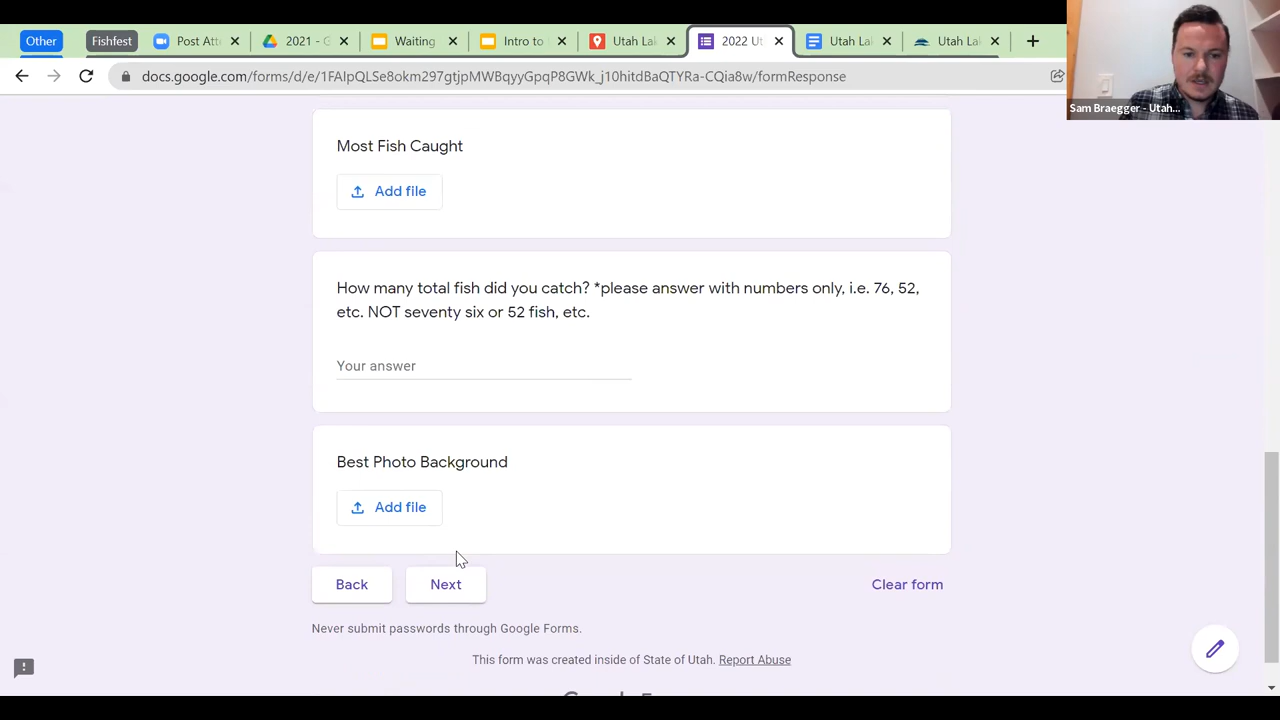 Other
Fishfest
Post Att
2021 - G
Waiting
Intro to
Utah Lak
2022 Ut
Utah Lak
Utah Lak
docs.google.com/forms/d/e/1FAIpQLSe8okm297gtjpMWBqyyGpqP8GWk_j10hitdBaQTYRa-CQia8w/formResponse
Sam Braegger - Utah...
Most Fish Caught
Add file
How many total fish did you catch? *please answer with numbers only, i.e. 76, 52,
etc. NOT seventy six or 52 fish, etc.
Your answer
Best Photo Background
Add file
Back
Next
Clear form
Never submit passwords through Google Forms.
This form was created inside of State of Utah. Report Abuse